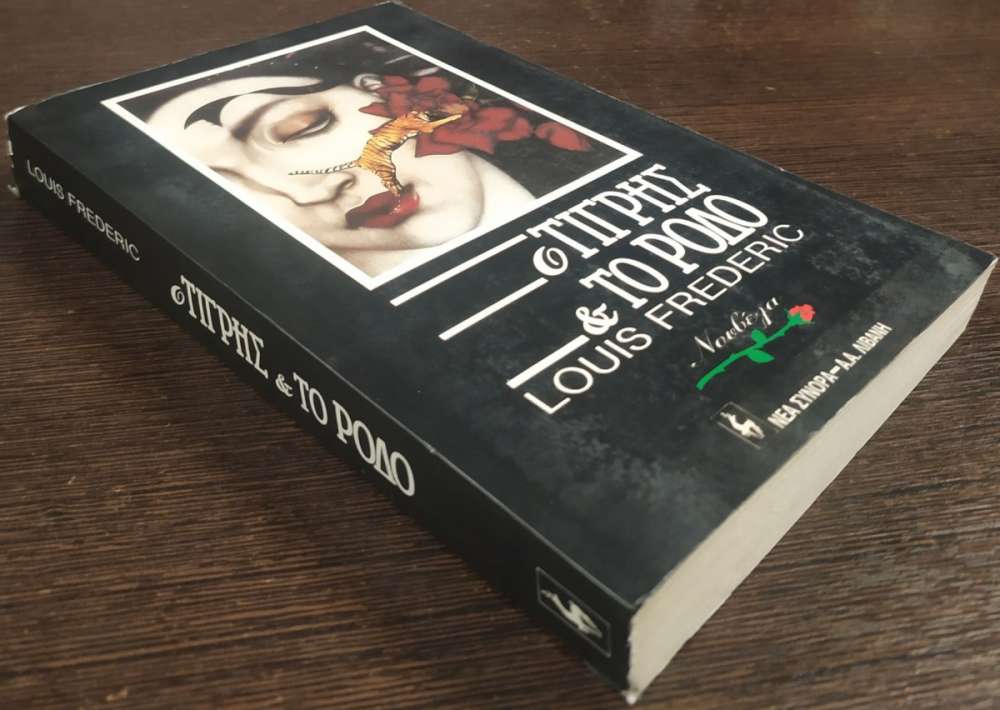 Ο ΤΙΓΡΗΣ
& ΤΟ ΡΟΔΟ
LOUIS FREDERIC
Νουβέλα
ΝΕΑ ΣΥΝΟΡΑ-Α.Α. ΛΙΒΑΝΗ
LOUIS FREDERIC
Ο ΤΙΓΡΗΣ & ΤΟ ΡΟΔΟ